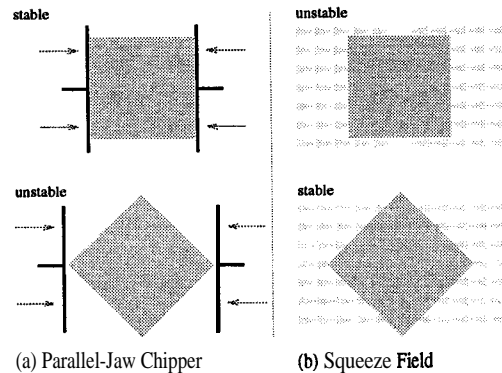 stable
unstable
unstable
stable
(a) Parallel-Jaw Chipper
(b) Squeeze Field